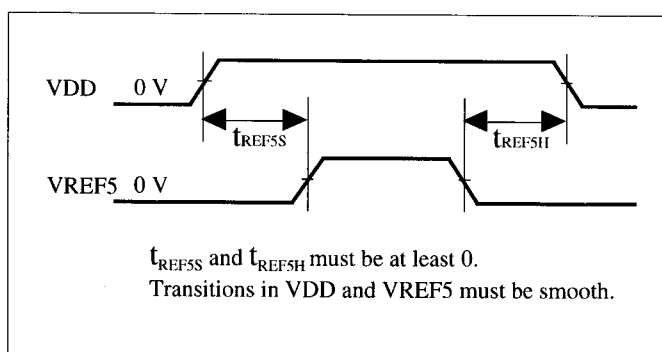 VDD 0 V
tREF5S tREF5H
VREF5 0 V
tREF5S and tREF5H must be at least 0.
Transitions in VDD and VREF5 must be smooth.